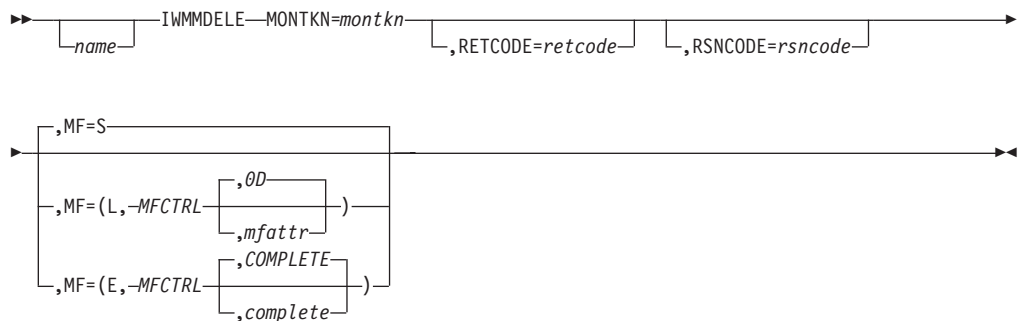 IWMMDELE MONTKN=montkn
name ,RETCODE=retcode ,RSNCODE=rsncode
,MF=S
,0D
,MF=(L, MFCTRL )
,mfattr
,COMPLETE
,MF=(E, MFCTRL )
,complete